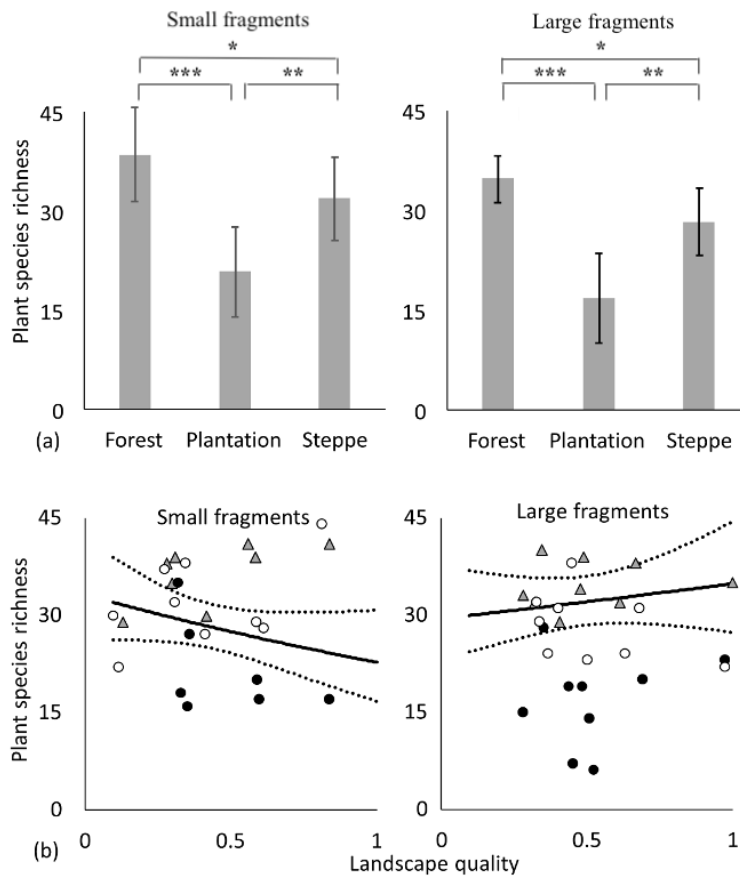 Small fragments
Large fragments
*
*
***
**
***
**
45
30
15
0
Plant species richness
45
30
15
0
Forest
Plantation
Steppe
Forest
Plantation
Steppe
(a)
Small fragments
Large fragments
45
30
15
0
Plant species richness
45
30
15
0
0
0.5
1
0
0.5
1
(b)
Landscape quality